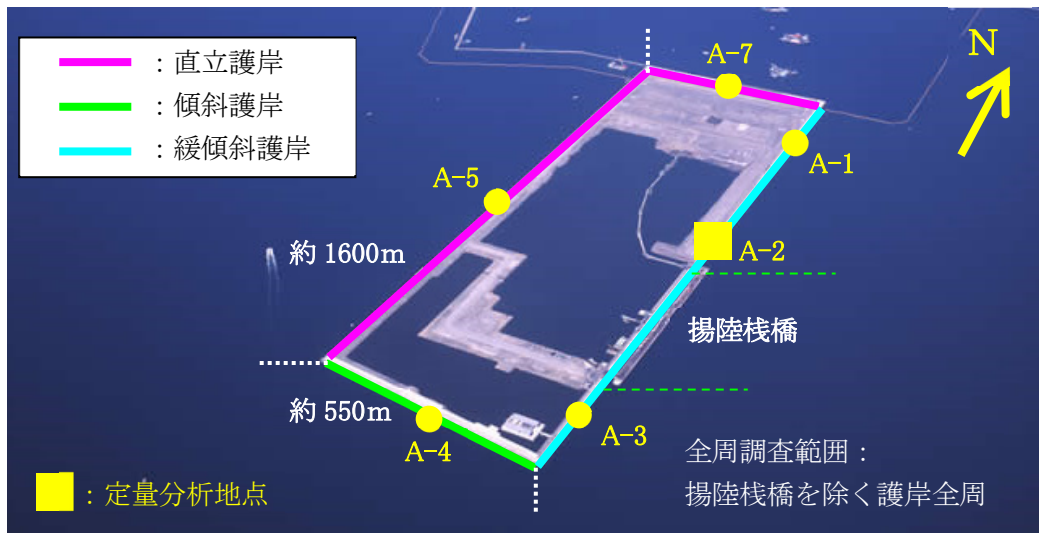 ：直立護岸
：傾斜護岸
：緩傾斜護岸
N
A-7
A-1
A-5
A-2
約 1600m
揚陸桟橋
約 550m
A-3
A-4
全周調査範囲：
揚陸桟橋を除く護岸全周
：定量分析地点